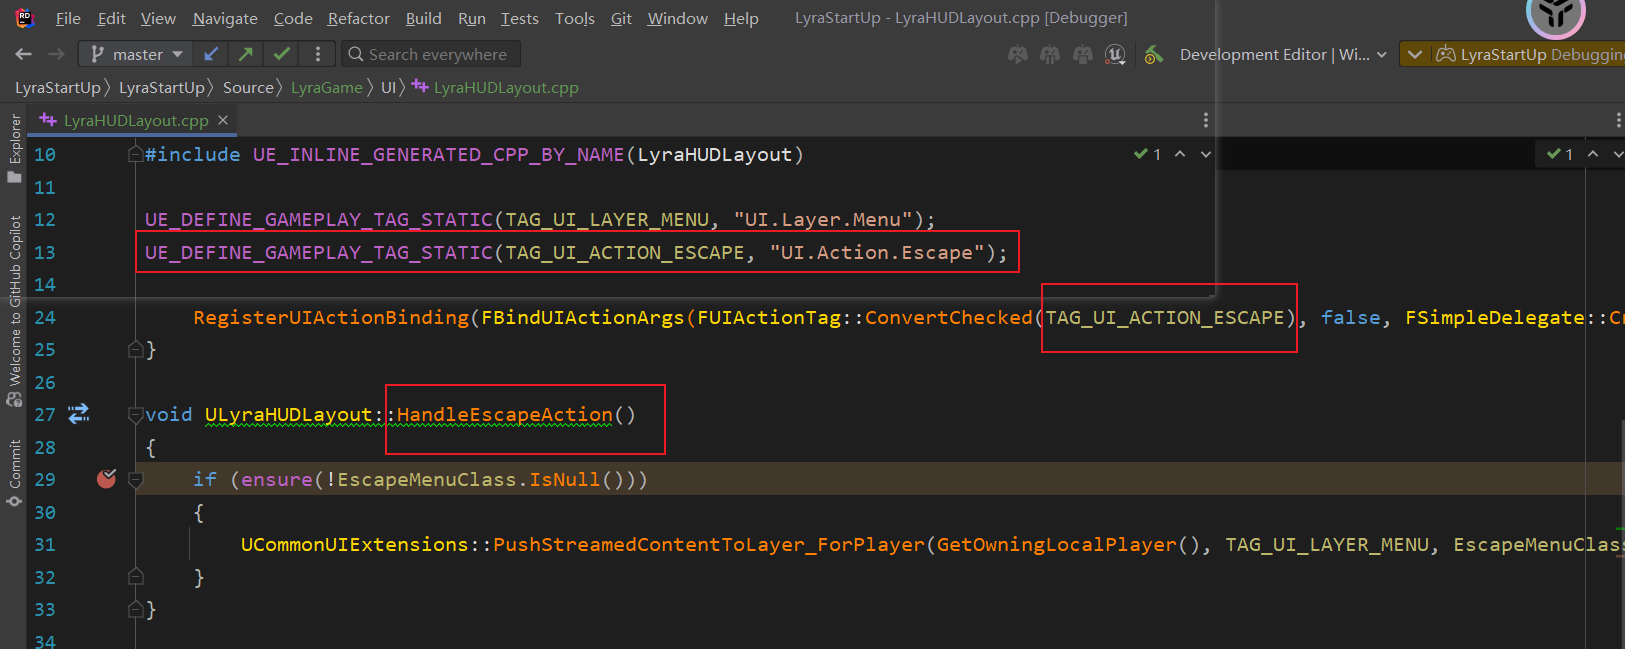 File Edit View Navigate Code Refactor Build Run Tests Tools Git Window Help LyraStartUp - LyraHUDLayout.cpp [Debugger]
master Search everywhere Development Editor | Wi... LyraStartUp Debuggin
LyraStartUp LyraStartUp Source LyraGame UI LyraHUDLayout.cpp
LyraHUDLayout.cpp
Explorer
Welcome to GitHub Copilot
Commit
10 #include UE_INLINE_GENERATED_CPP_BY_NAME(LyraHUDLayout) 1 1
11
12 UE_DEFINE_GAMEPLAY_TAG_STATIC(TAG_UI_LAYER_MENU, "UI.Layer.Menu");
13 UE_DEFINE_GAMEPLAY_TAG_STATIC(TAG_UI_ACTION_ESCAPE, "UI.Action.Escape");
14
24 RegisterUIActionBinding(FBindUIActionArgs(FUIActionTag::ConvertChecked(TAG_UI_ACTION_ESCAPE), false, FSimpleDelegate::Cr
25 }
26
27 void ULyraHUDLayout::HandleEscapeAction()
28 {
29 if (ensure(!EscapeMenuClass.IsNull()))
30 {
31 UCommonUIExtensions::PushStreamedContentToLayer_ForPlayer(GetOwningLocalPlayer(), TAG_UI_LAYER_MENU, EscapeMenuClass
32 }
33 }
34